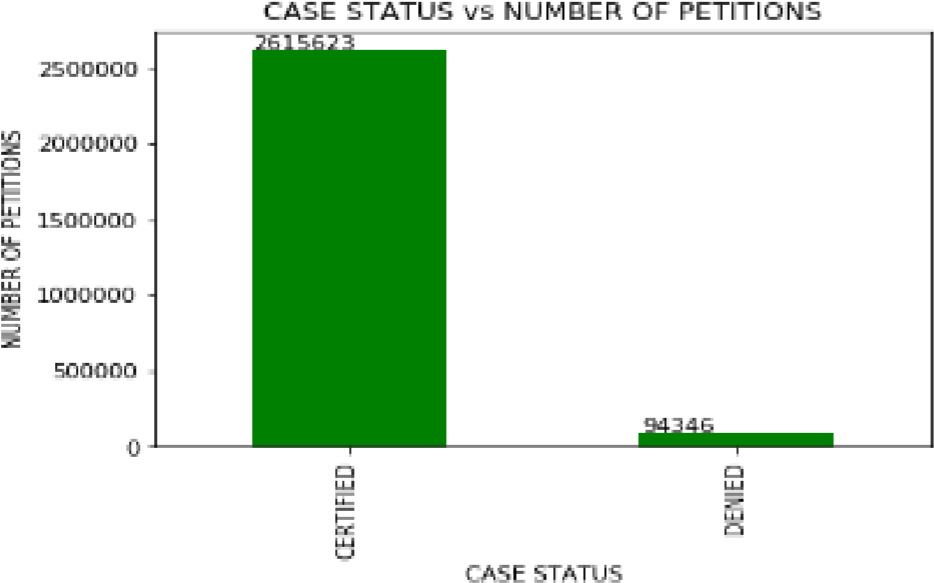 CASE STATUS vs NUMBER OF PETITIONS
2615623
2500000
2000000
1500000
1000000
500000
0
NUMBER OF PETITIONS
94346
CERTIFIED
DENIED
CASE STATUS